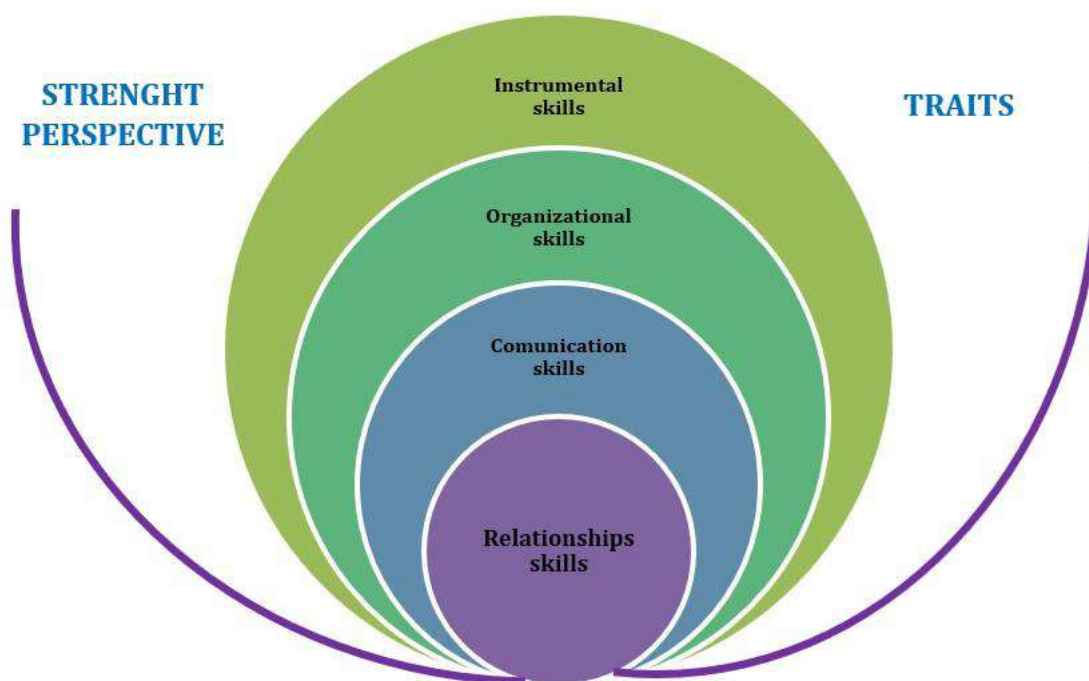 STRENGHT
PERSPECTIVE
TRAITS
Instrumental
skills
Organizational
skills
Comunication
skills
Relationships
skills